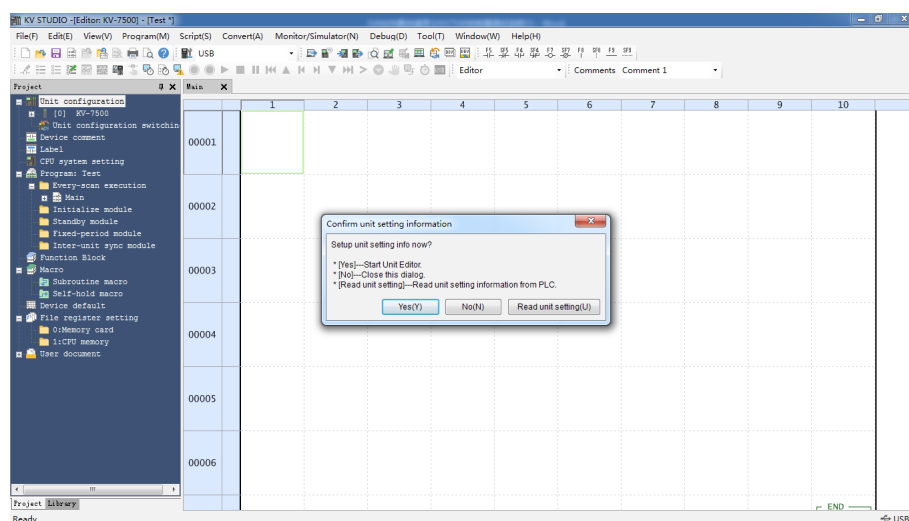 KV STUDIO -[Editor: KV-7500] - [Test *]
File(F) Edit(E) View(V) Program(M) Script(S) Convert(A) Monitor/Simulator(N) Debug(D) Tool(T) Window(W) Help(H)
USB
Editor Comments Comment 1
Project
Main
Unit configuration
[0] KV-7500
Unit configuration switchin
Device comment
Label
CPU system setting
Program: Test
Every-scan execution
Main
Initialize module
Standby module
Fixed-period module
Inter-unit sync module
Function Block
Macro
Subroutine macro
Self-hold macro
Device default
File register setting
0:Memory card
1:CPU memory
User document
Project Library
1 2 3 4 5 6 7 8 9 10
00001
00002
00003
00004
00005
00006
END
Confirm unit setting information
Setup unit setting info now?
* [Yes]---Start Unit Editor.
* [No]---Close this dialog.
* [Read unit setting]---Read unit setting information from PLC.
Yes(Y) No(N) Read unit setting(U)
Ready
USB